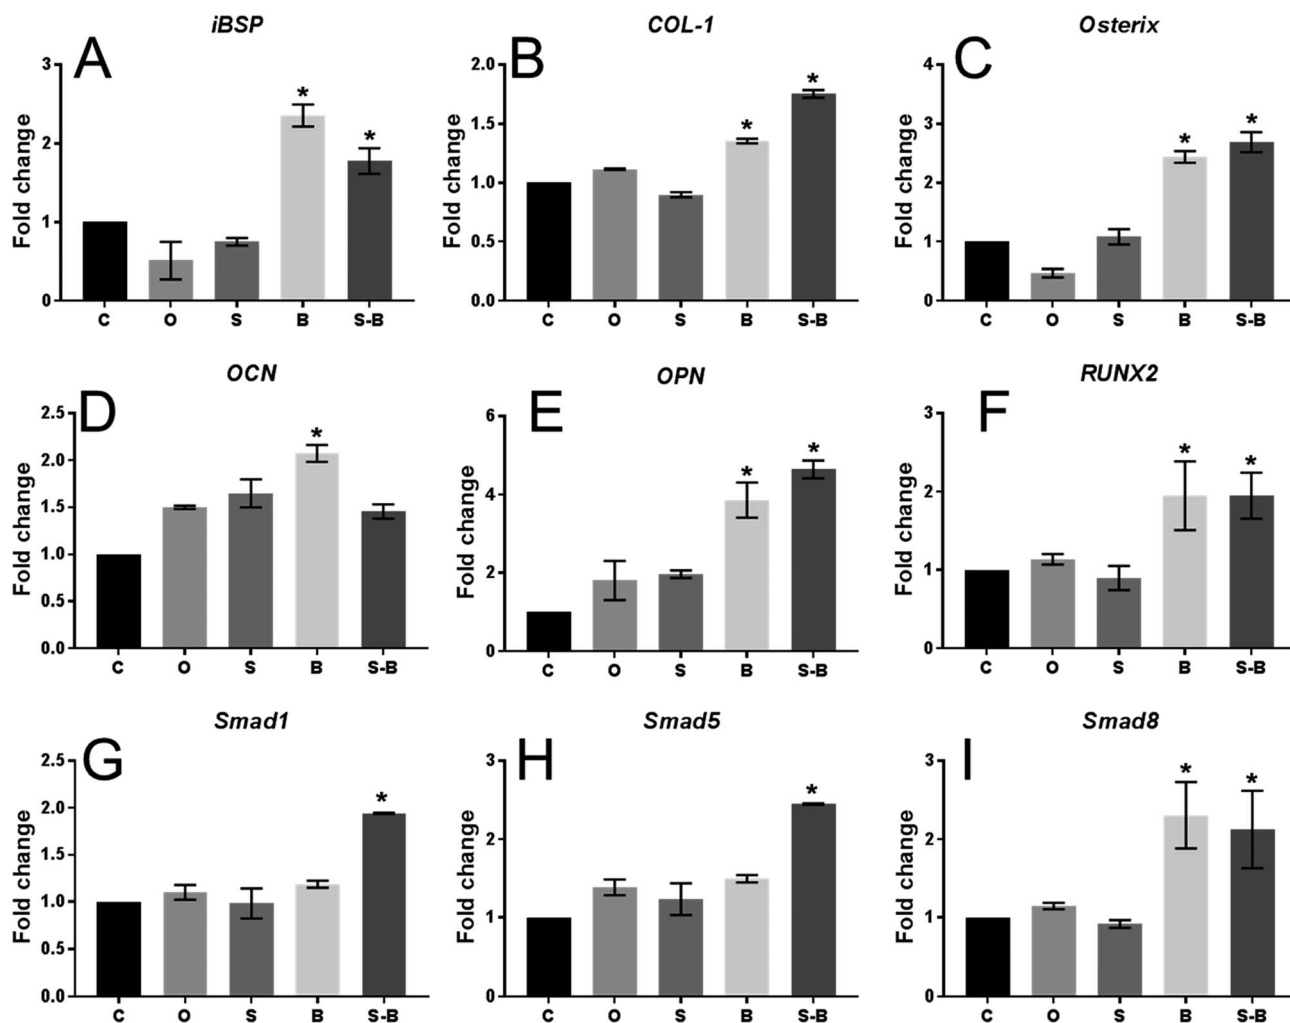 iBSP
COL-1
Osterix
A
B
C
3
2
1
0
Fold change
*
*
C O S B S-B
2.0
1.5
1.0
0.5
0.0
Fold change
*
*
C O S B S-B
4
3
2
1
0
Fold change
*
*
C O S B S-B
OCN
OPN
RUNX2
D
E
F
2.5
2.0
1.5
1.0
0.5
0.0
Fold change
*
C O S B S-B
6
4
2
0
Fold change
*
*
C O S B S-B
3
2
1
0
Fold change
*
*
C O S B S-B
Smad1
Smad5
Smad8
G
H
I
2.5
2.0
1.5
1.0
0.5
0.0
Fold change
*
C O S B S-B
3
2
1
0
Fold change
*
C O S B S-B
3
2
1
0
Fold change
*
*
C O S B S-B